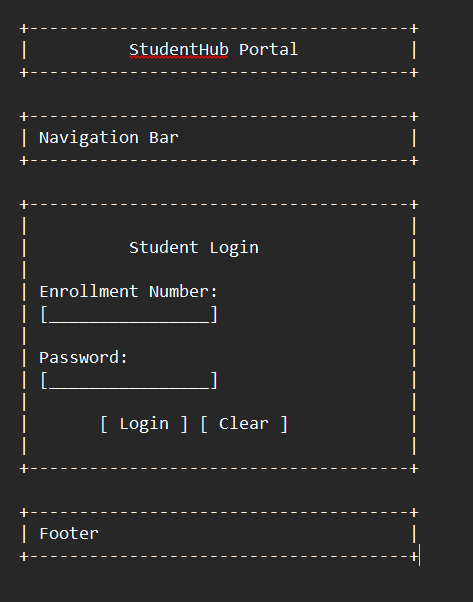 +--------------------------------------+
|          StudentHub Portal           |
+--------------------------------------+

+--------------------------------------+
| Navigation Bar                       |
+--------------------------------------+

+--------------------------------------+
|                                      |
|          Student Login               |
|                                      |
| Enrollment Number:                   |
| [________________]                   |
|                                      |
| Password:                            |
| [________________]                   |
|                                      |
|       [ Login ] [ Clear ]            |
|                                      |
+--------------------------------------+

+--------------------------------------+
| Footer                               |
+--------------------------------------+